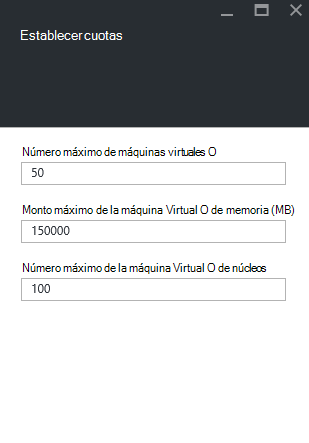 Establecer cuotas
Número máximo de máquinas virtuales O
50
Monto máximo de la máquina Virtual O de memoria (MB)
150000
Número máximo de la máquina Virtual O de núcleos
100